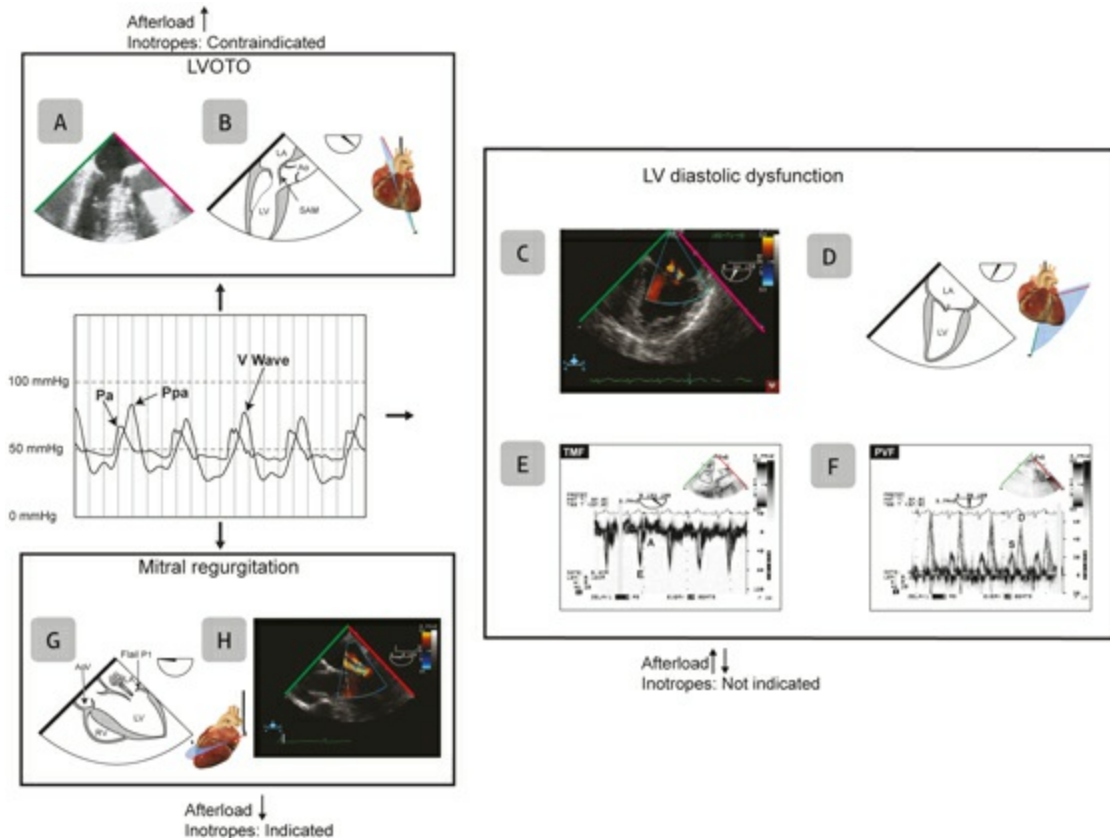 Afterload ↑
Inotropes: Contraindicated
LVOTO
A
B
LA
Ao
LV
SAM
LV diastolic dysfunction
C
D
LA
LV
100 mmHg
50 mmHg
0 mmHg
Pa
Ppa
V Wave
E
TMF
A
E
F
PVF
D
S
Afterload ↑↓
Inotropes: Not indicated
Mitral regurgitation
G
H
AoV
Flail P1
LV
RV
Afterload ↓
Inotropes: Indicated